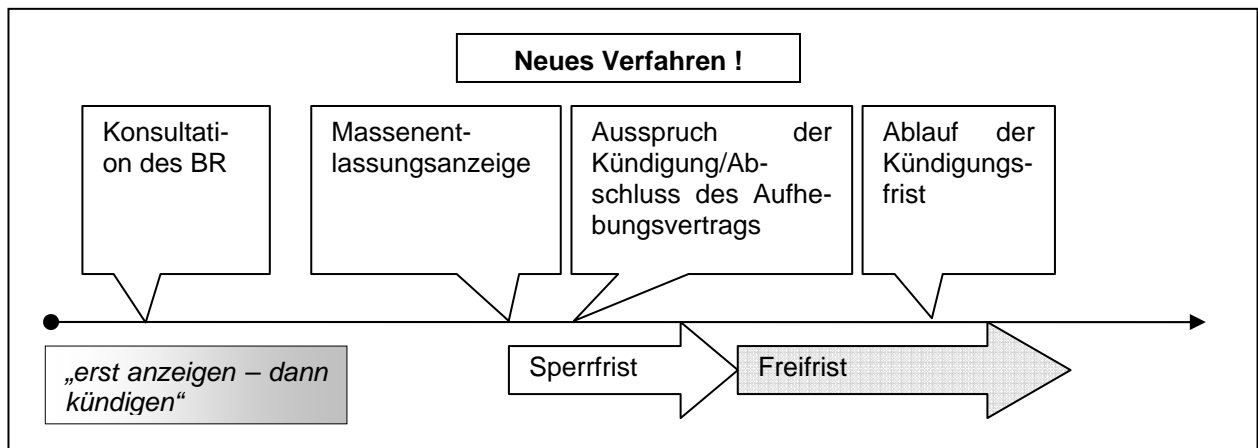 Neues Verfahren !
Konsultati-
on des BR
Massenent-
lassungsanzeige
Ausspruch der
Kündigung/Ab-
schluss des Aufhe-
bungsvertrags
Ablauf der
Kündigungs-
frist
„erst anzeigen – dann
kündigen“
Sperrfrist
Freifrist